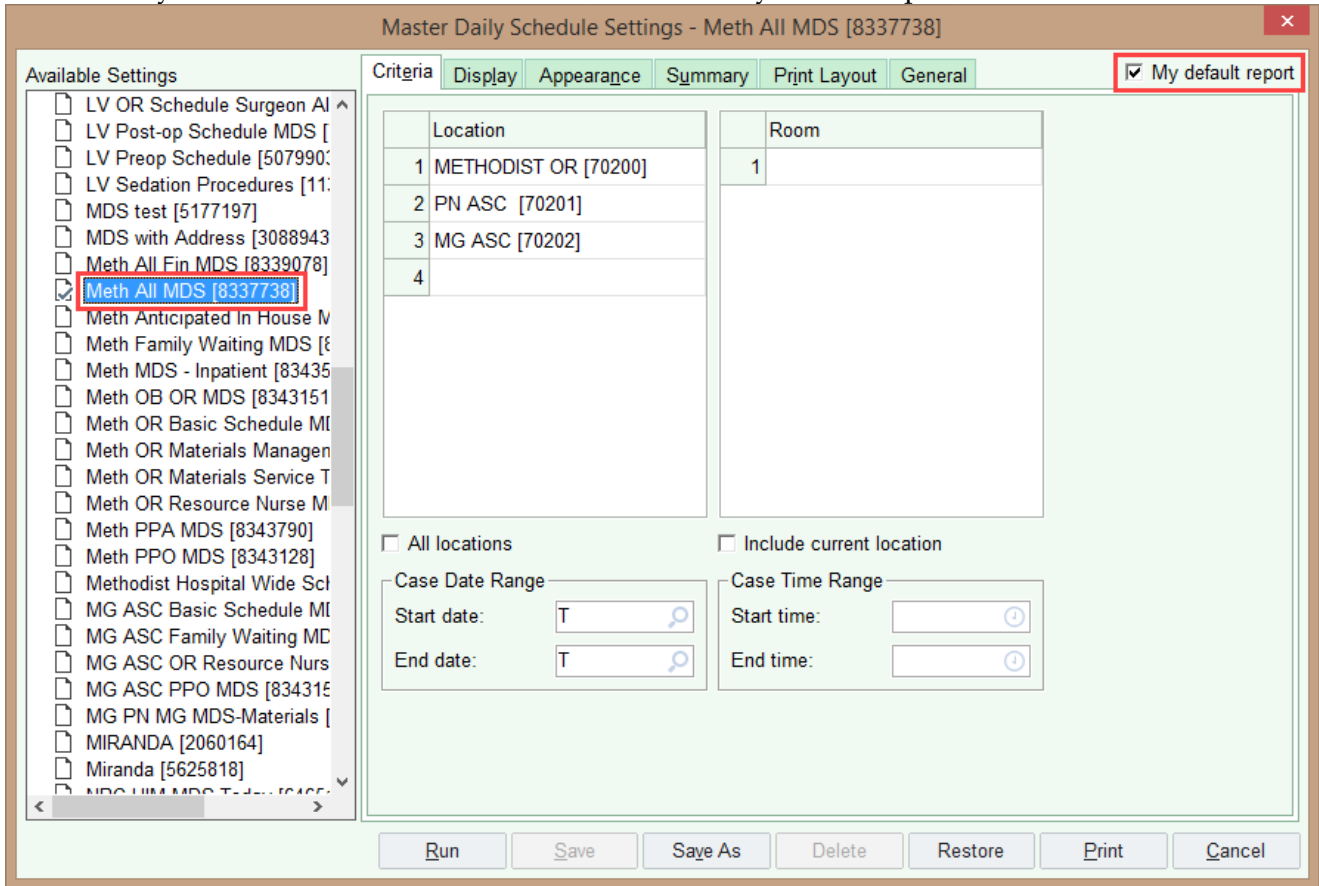 Master Daily Schedule Settings - Meth All MDS [8337738]
Available Settings
Criteria Display Appearance Summary Print Layout General
My default report
LV OR Schedule Surgeon Al
LV Post-op Schedule MDS [
LV Preop Schedule [507990
LV Sedation Procedures [11
MDS test [5177197]
MDS with Address [3088943
Meth All Fin MDS [8339078]
Meth All MDS [8337738]
Meth Anticipated In House M
Meth Family Waiting MDS [8
Meth MDS - Inpatient [83435
Meth OB OR MDS [8343151
Meth OR Basic Schedule MD
Meth OR Materials Managen
Meth OR Materials Service T
Meth OR Resource Nurse M
Meth PPA MDS [8343790]
Meth PPO MDS [8343128]
Methodist Hospital Wide Sch
MG ASC Basic Schedule MD
MG ASC Family Waiting MD
MG ASC OR Resource Nurs
MG ASC PPO MDS [834315
MG PN MG MDS-Materials [
MIRANDA [2060164]
Miranda [5625818]
Location
1 METHODIST OR [70200]
2 PN ASC [70201]
3 MG ASC [70202]
4
Room
1
All locations
Include current location
Case Date Range
Start date: T
End date: T
Case Time Range
Start time:
End time:
Run Save Save As Delete Restore Print Cancel